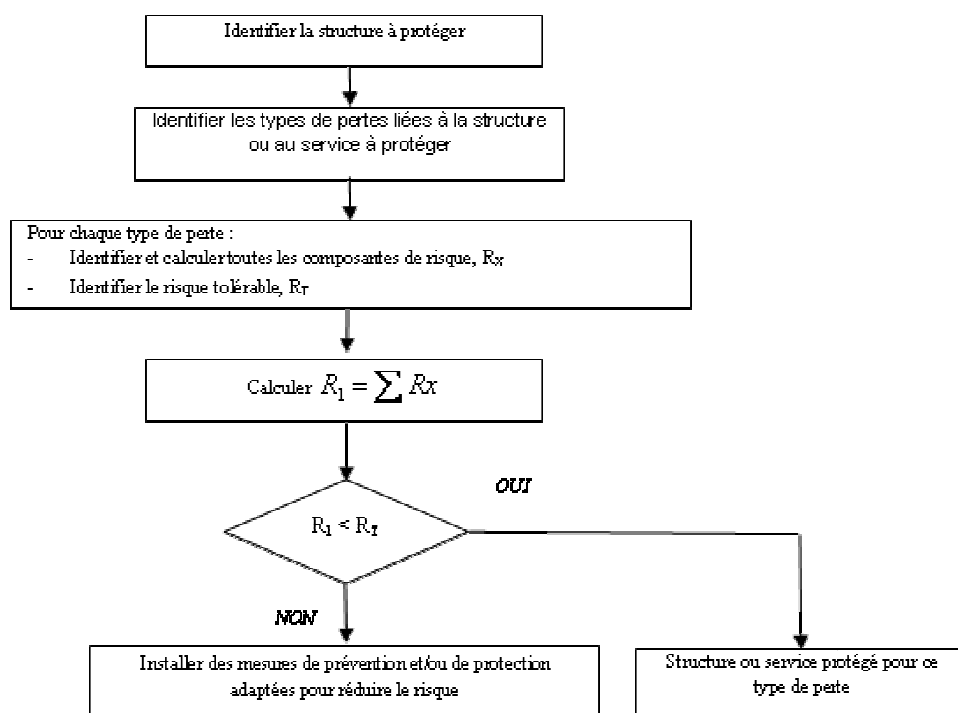 Identifier la structure à protéger
Identifier les types de pertes liées à la structure
ou au service à protéger
Pour chaque type de perte :
- Identifier et calculer toutes les composantes de risque, RX
- Identifier le risque tolérable, RT
Calculer R1 = ∑ Rx
OUI
R1 < RT
NON
Installer des mesures de prévention et/ou de protection
adaptées pour réduire le risque
Structure ou service protégé pour ce
type de perte